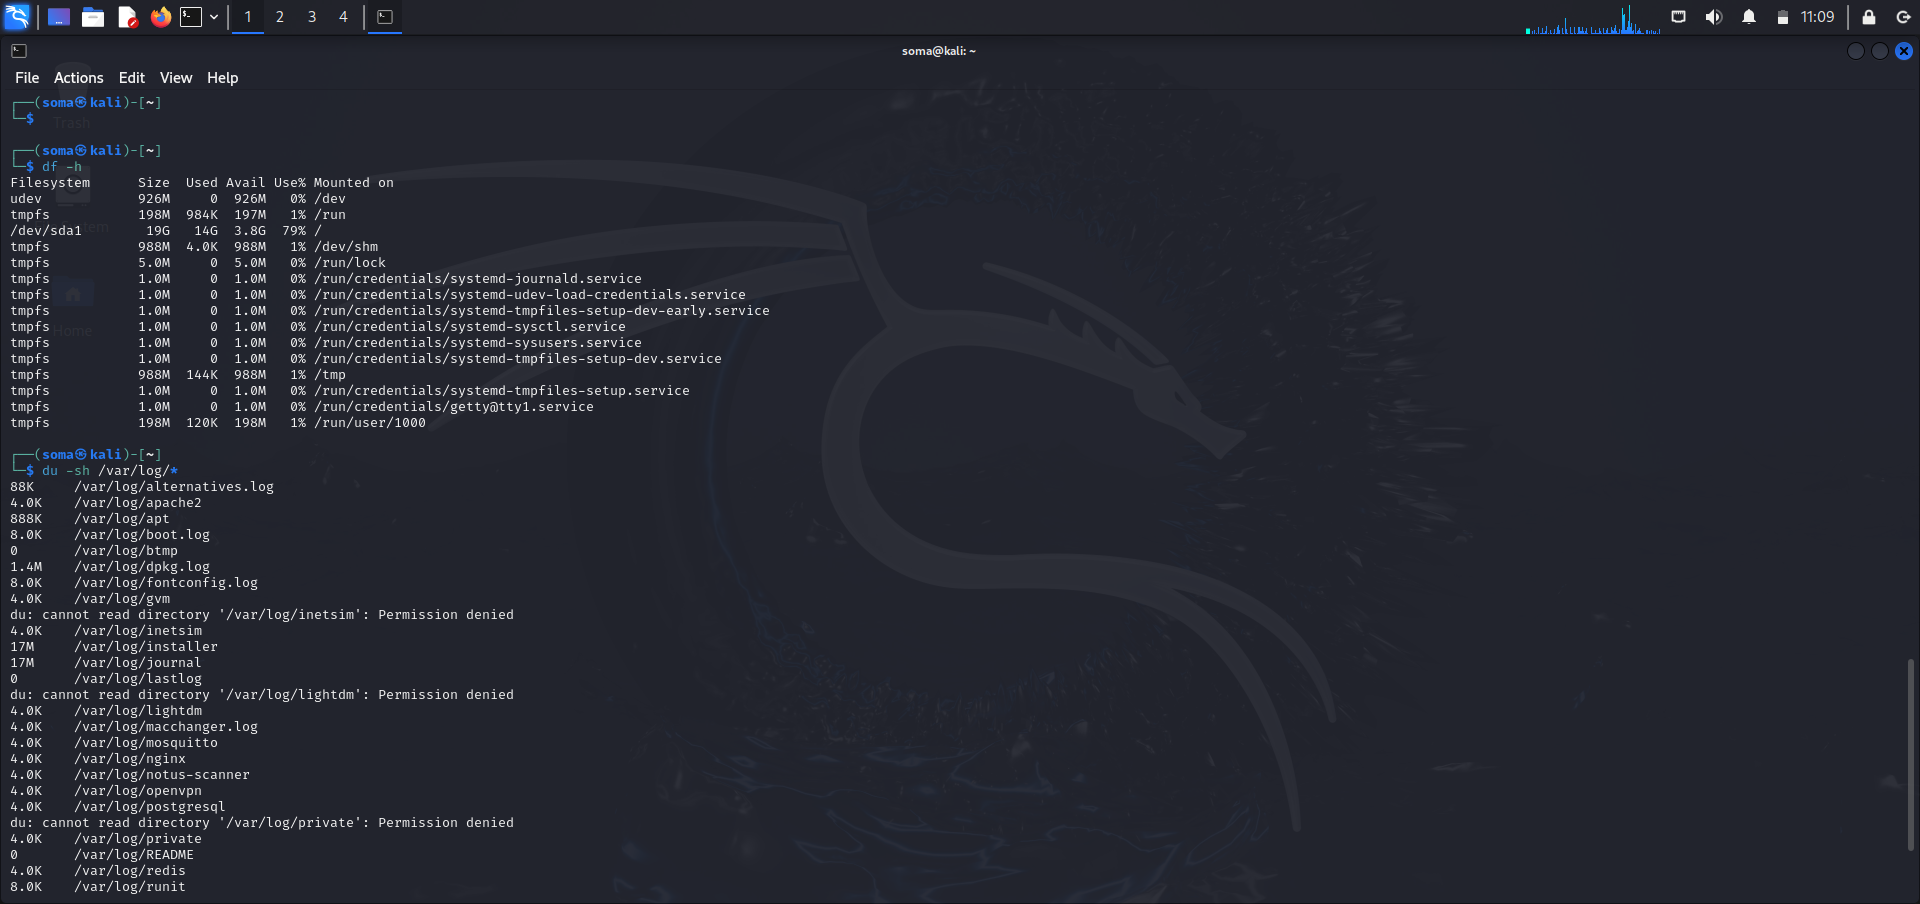 1 2 3 4 11:09
soma@kali: ~
File Actions Edit View Help
┌──(soma㉿kali)-[~]
└─$
Trash
┌──(soma㉿kali)-[~]
└─$ df -h
Filesystem      Size  Used Avail Use% Mounted on
udev            926M     0  926M   0% /dev
tmpfs           198M  984K  197M   1% /run
/dev/sda1        19G   14G  3.8G  79% /
tmpfs           988M  4.0K  988M   1% /dev/shm
tmpfs           5.0M     0  5.0M   0% /run/lock
tmpfs           1.0M     0  1.0M   0% /run/credentials/systemd-journald.service
tmpfs           1.0M     0  1.0M   0% /run/credentials/systemd-udev-load-credentials.service
tmpfs           1.0M     0  1.0M   0% /run/credentials/systemd-tmpfiles-setup-dev-early.service
tmpfs           1.0M     0  1.0M   0% /run/credentials/systemd-sysctl.service
Home
tmpfs           1.0M     0  1.0M   0% /run/credentials/systemd-sysusers.service
tmpfs           1.0M     0  1.0M   0% /run/credentials/systemd-tmpfiles-setup-dev.service
tmpfs           988M  144K  988M   1% /tmp
tmpfs           1.0M     0  1.0M   0% /run/credentials/systemd-tmpfiles-setup.service
tmpfs           1.0M     0  1.0M   0% /run/credentials/getty@tty1.service
tmpfs           198M  120K  198M   1% /run/user/1000
┌──(soma㉿kali)-[~]
└─$ du -sh /var/log/*
88K     /var/log/alternatives.log
4.0K    /var/log/apache2
888K    /var/log/apt
8.0K    /var/log/boot.log
0       /var/log/btmp
1.4M    /var/log/dpkg.log
8.0K    /var/log/fontconfig.log
4.0K    /var/log/gvm
du: cannot read directory '/var/log/inetsim': Permission denied
4.0K    /var/log/inetsim
17M     /var/log/installer
17M     /var/log/journal
0       /var/log/lastlog
du: cannot read directory '/var/log/lightdm': Permission denied
4.0K    /var/log/lightdm
4.0K    /var/log/macchanger.log
4.0K    /var/log/mosquitto
4.0K    /var/log/nginx
4.0K    /var/log/notus-scanner
4.0K    /var/log/openvpn
4.0K    /var/log/postgresql
du: cannot read directory '/var/log/private': Permission denied
4.0K    /var/log/private
0       /var/log/README
4.0K    /var/log/redis
8.0K    /var/log/runit